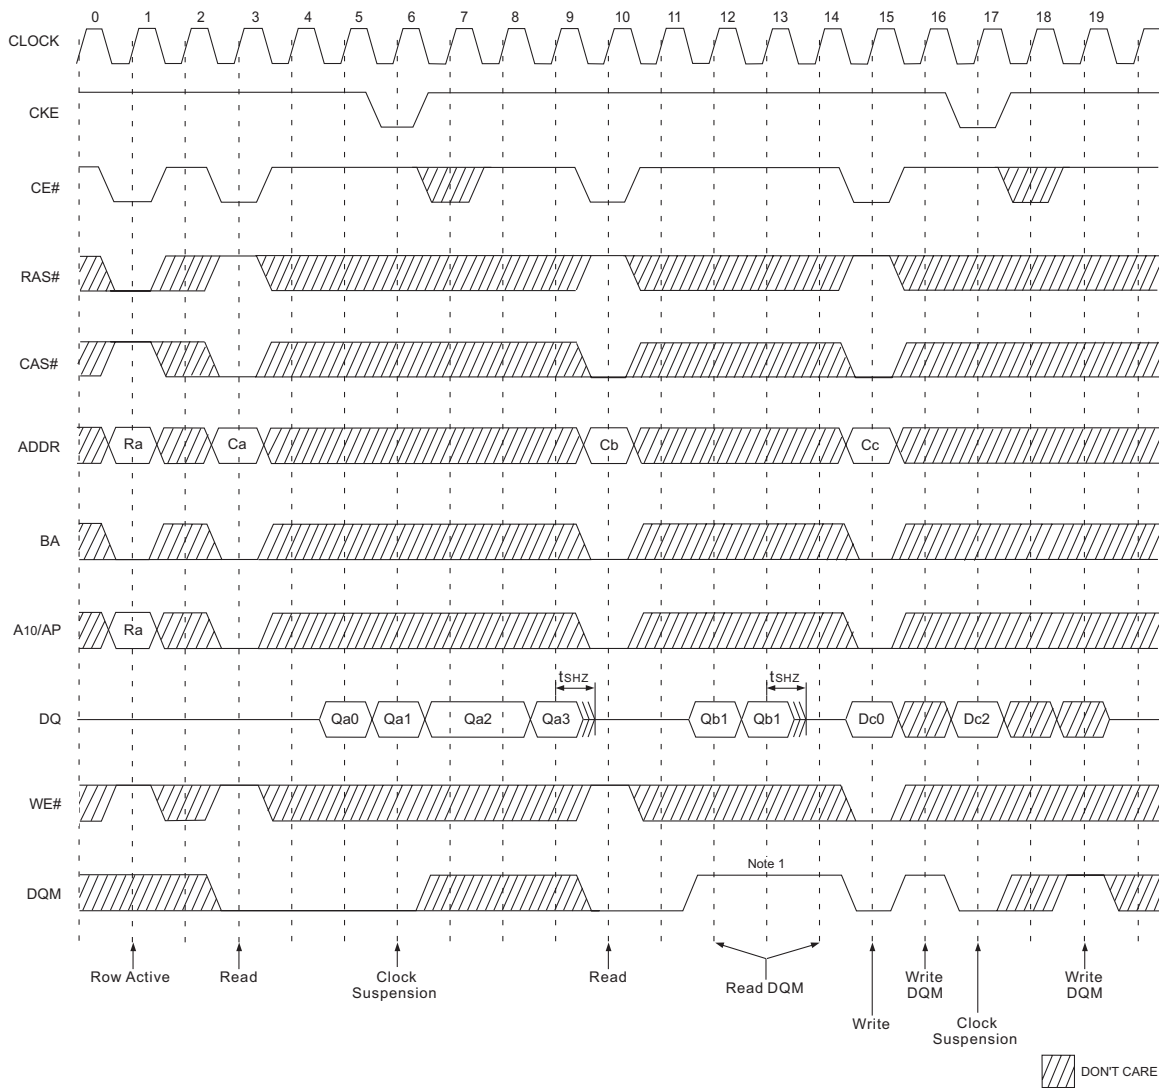 0 1 2 3 4 5 6 7 8 9 10 11 12 13 14 15 16 17 18 19
CLOCK
CKE
CE#
RAS#
CAS#
ADDR Ra Ca Cb Cc
BA
A10/AP Ra
tSHZ tSHZ
DQ Qa0 Qa1 Qa2 Qa3 Qb1 Qb1 Dc0 Dc2
WE#
Note 1
DQM
Row Active Read Clock Suspension Read Read DQM Write DQM Write DQM
Write Clock Suspension
DON'T CARE